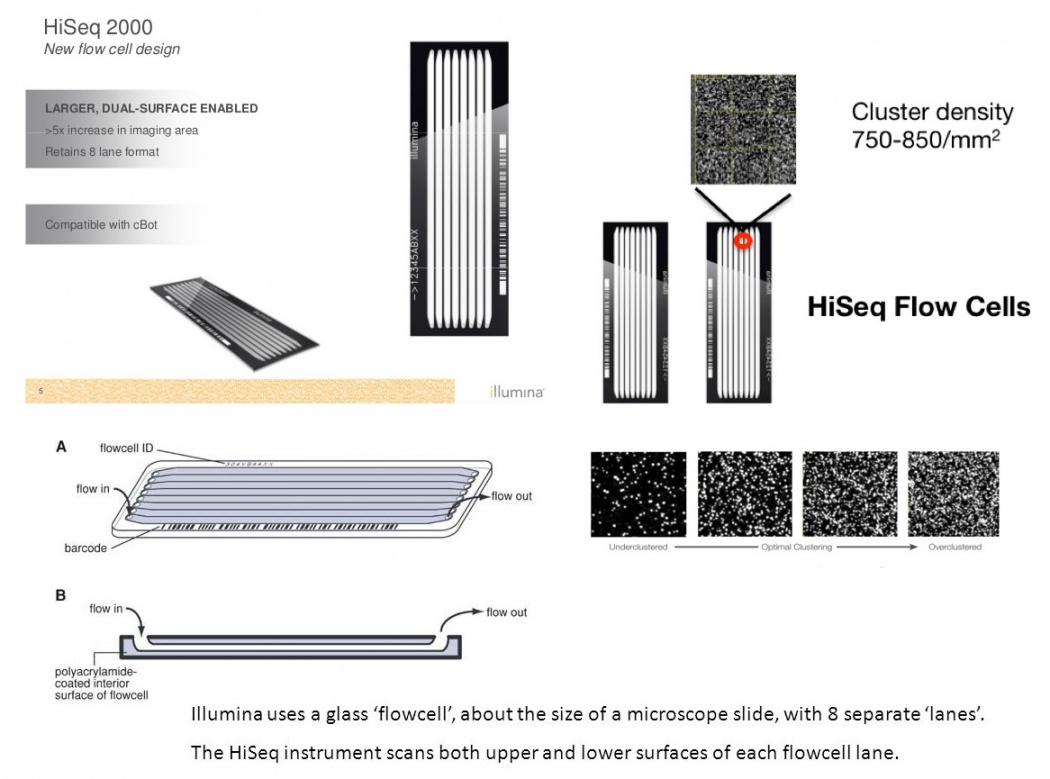 HiSeq 2000
New flow cell design
LARGER, DUAL-SURFACE ENABLED
>5x increase in imaging area
Retains 8 lane format
Compatible with cBot
illumina
->12345ABXX
5
illumina
Cluster density
750-850/mm²
HiSeq Flow Cells
A
flowcell ID
flow in
flow out
barcode
Underclustered
Optimal Clustering
Overclustered
B
flow in
flow out
polyacrylamide-
coated interior
surface of flowcell
Illumina uses a glass ‘flowcell’, about the size of a microscope slide, with 8 separate ‘lanes’.
The HiSeq instrument scans both upper and lower surfaces of each flowcell lane.